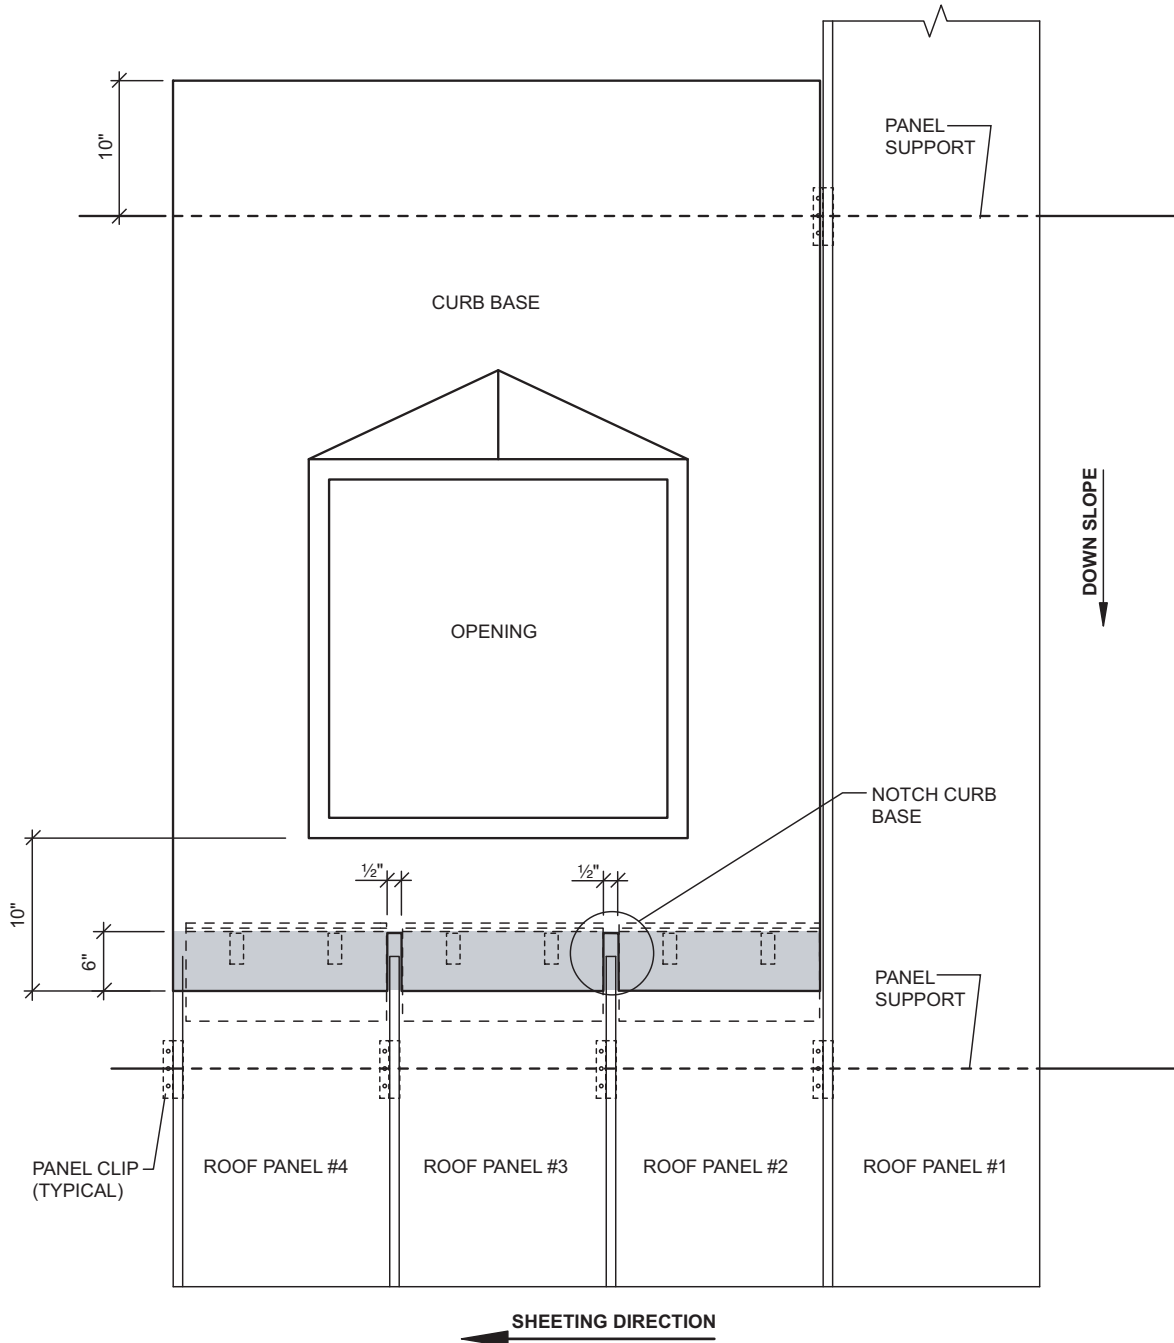 PANEL
SUPPORT
10"
CURB BASE
DOWN SLOPE
OPENING
NOTCH CURB
BASE
½"
½"
10"
6"
PANEL
SUPPORT
PANEL CLIP
(TYPICAL)
ROOF PANEL #4
ROOF PANEL #3
ROOF PANEL #2
ROOF PANEL #1
SHEETING DIRECTION